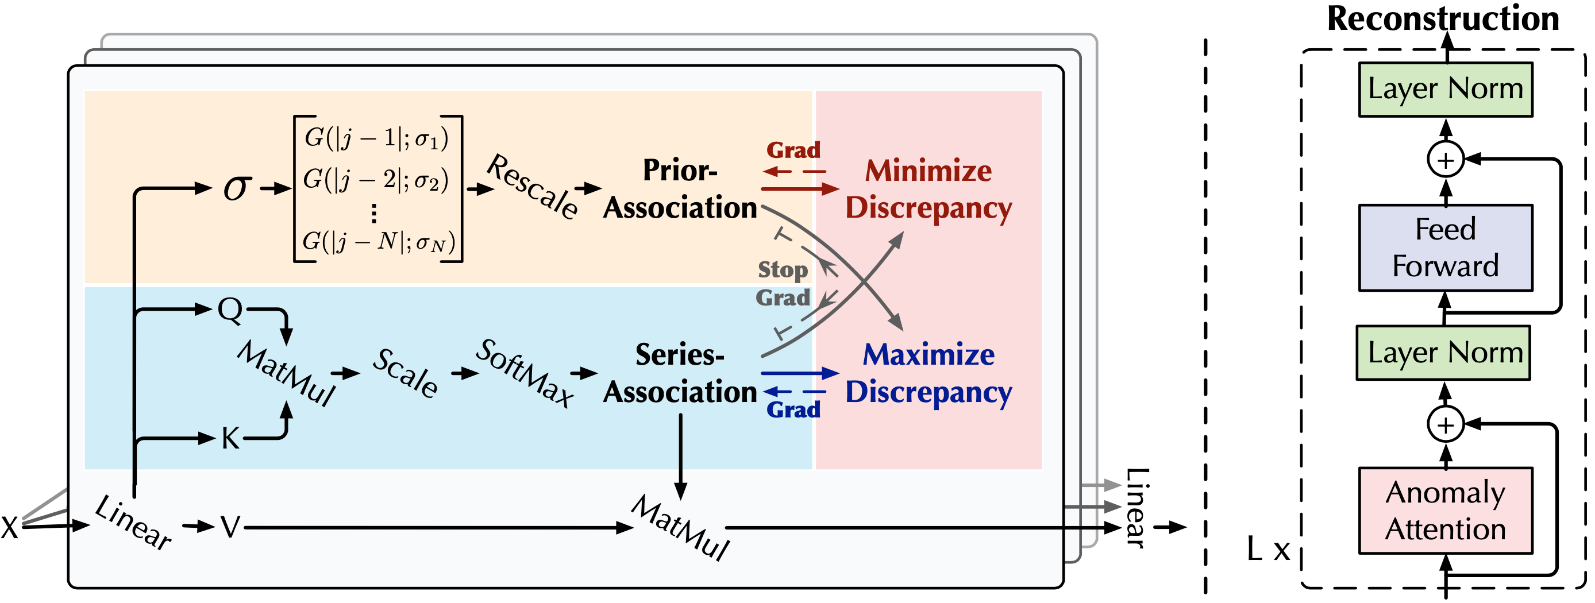 Reconstruction
Layer Norm
+
Feed
Forward
Layer Norm
+
Anomaly
Attention
L x
G(|j − 1|; σ₁)
G(|j − 2|; σ₂)
⋮
G(|j − N|; σ_N)
σ
Rescale
Prior-
Association
Grad
Minimize
Discrepancy
Stop
Grad
Q
MatMul
K
Scale
SoftMax
Series-
Association
Grad
Maximize
Discrepancy
X
Linear
V
MatMul
Linear